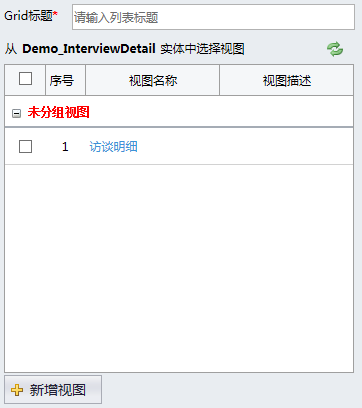 Grid标题* 请输入列表标题
从 Demo_InterviewDetail 实体中选择视图
序号 视图名称 视图描述
未分组视图
1 访谈明细
新增视图